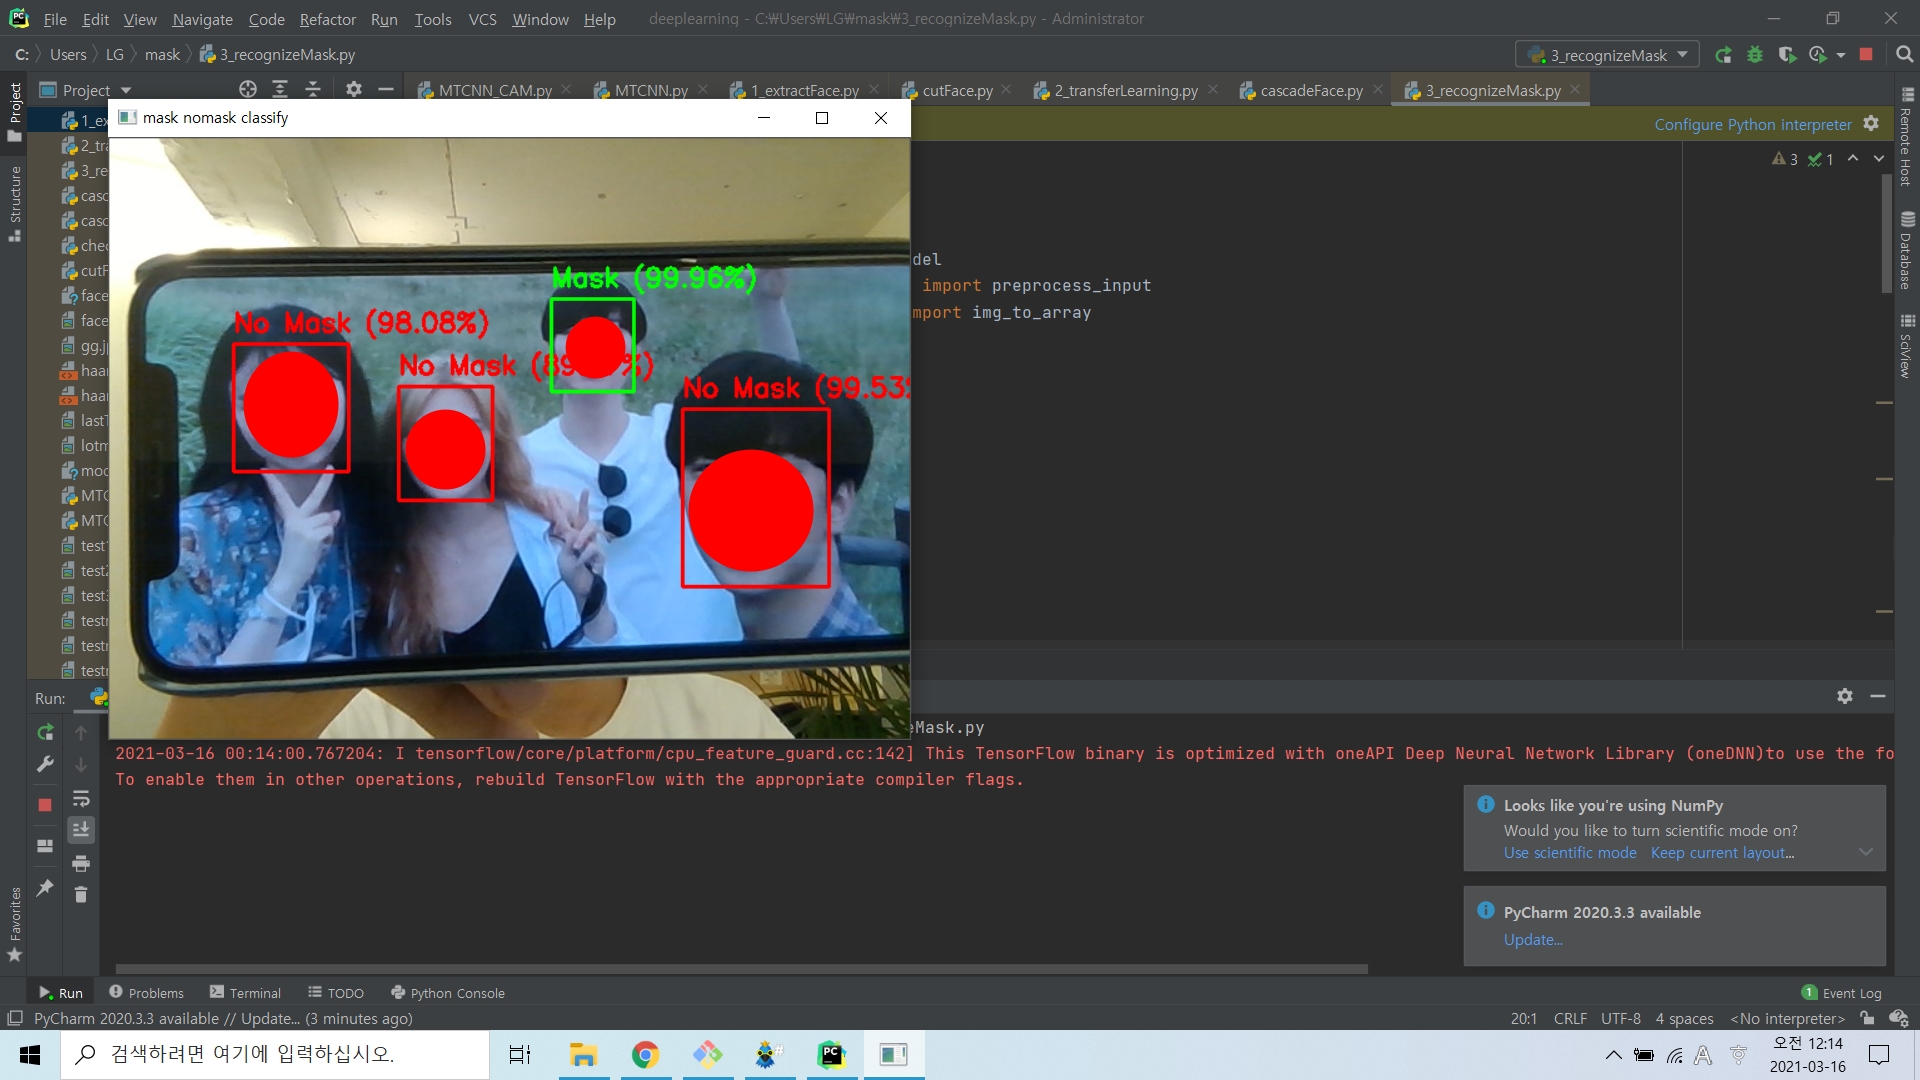 File Edit View Navigate Code Refactor Run Tools VCS Window Help deeplearning - C:₩Users₩LG₩mask₩3_recognizeMask.py - Administrator
C: Users LG mask 3_recognizeMask.py 3_recognizeMask
Project MTCNN_CAM.py MTCNN.py 1_extractFace.py cutFace.py 2_transferLearning.py cascadeFace.py 3_recognizeMask.py
mask nomask classify
Configure Python interpreter
3 1
Project
Structure
Favorites
Remote Host
Database
SciView
1_ex
2_tra
3_re
casc
casc
chec
cutF
face
face
gg.j
haa
haa
last
lotm
mod
MTC
MTC
test
test
test
testr
testr
testr
del
import preprocess_input
mport img_to_array
Mask (99.96%)
No Mask (98.08%)
No Mask (
No Mask (99.53%
Run:
eMask.py
2021-03-16 00:14:00.767204: I tensorflow/core/platform/cpu_feature_guard.cc:142] This TensorFlow binary is optimized with oneAPI Deep Neural Network Library (oneDNN)to use the fo
To enable them in other operations, rebuild TensorFlow with the appropriate compiler flags.
Looks like you're using NumPy
Would you like to turn scientific mode on?
Use scientific mode Keep current layout...
PyCharm 2020.3.3 available
Update...
Run Problems Terminal TODO Python Console 1 Event Log
PyCharm 2020.3.3 available // Update... (3 minutes ago) 20:1 CRLF UTF-8 4 spaces <No interpreter>
검색하려면 여기에 입력하십시오.
A 오전 12:14
2021-03-16